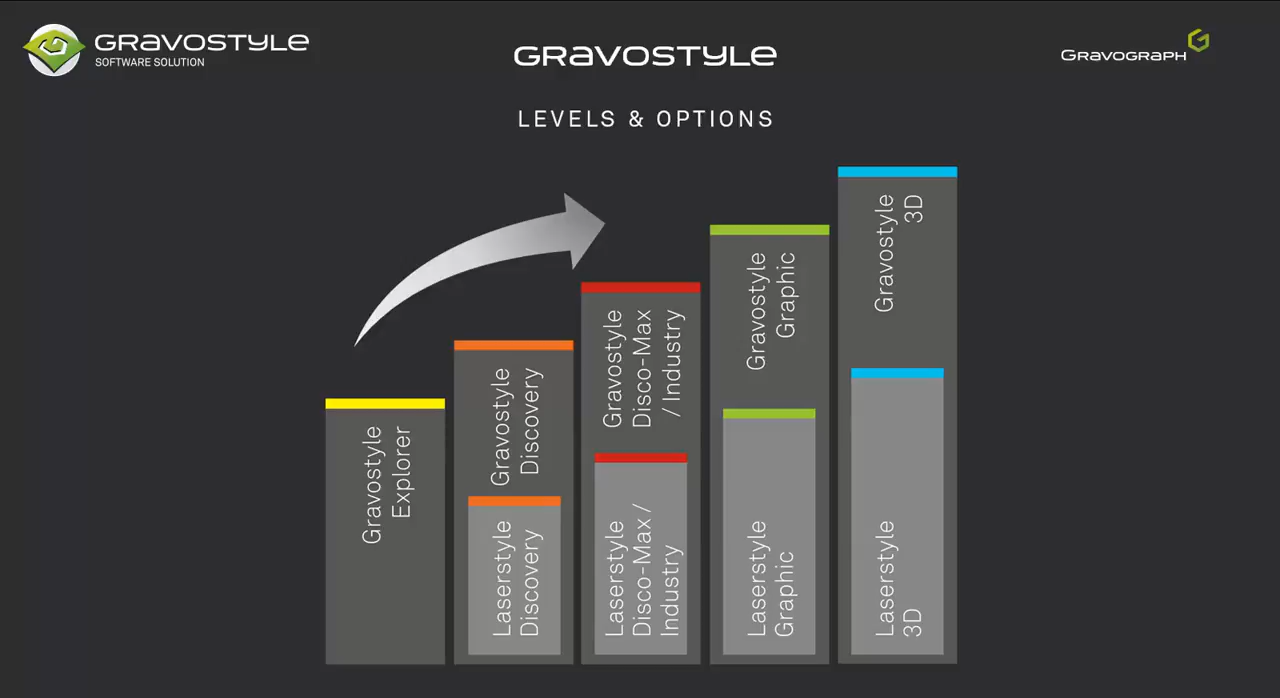 GRAVOSTYLE
SOFTWARE SOLUTION
GRAVOSTYLE
GRAVOGRAPH
LEVELS & OPTIONS
Gravostyle
Explorer
Gravostyle
Discovery
Laserstyle
Discovery
Gravostyle
Disco-Max
/ Industry
Laserstyle
Disco-Max /
Industry
Gravostyle
Graphic
Laserstyle
Graphic
Gravostyle
3D
Laserstyle
3D